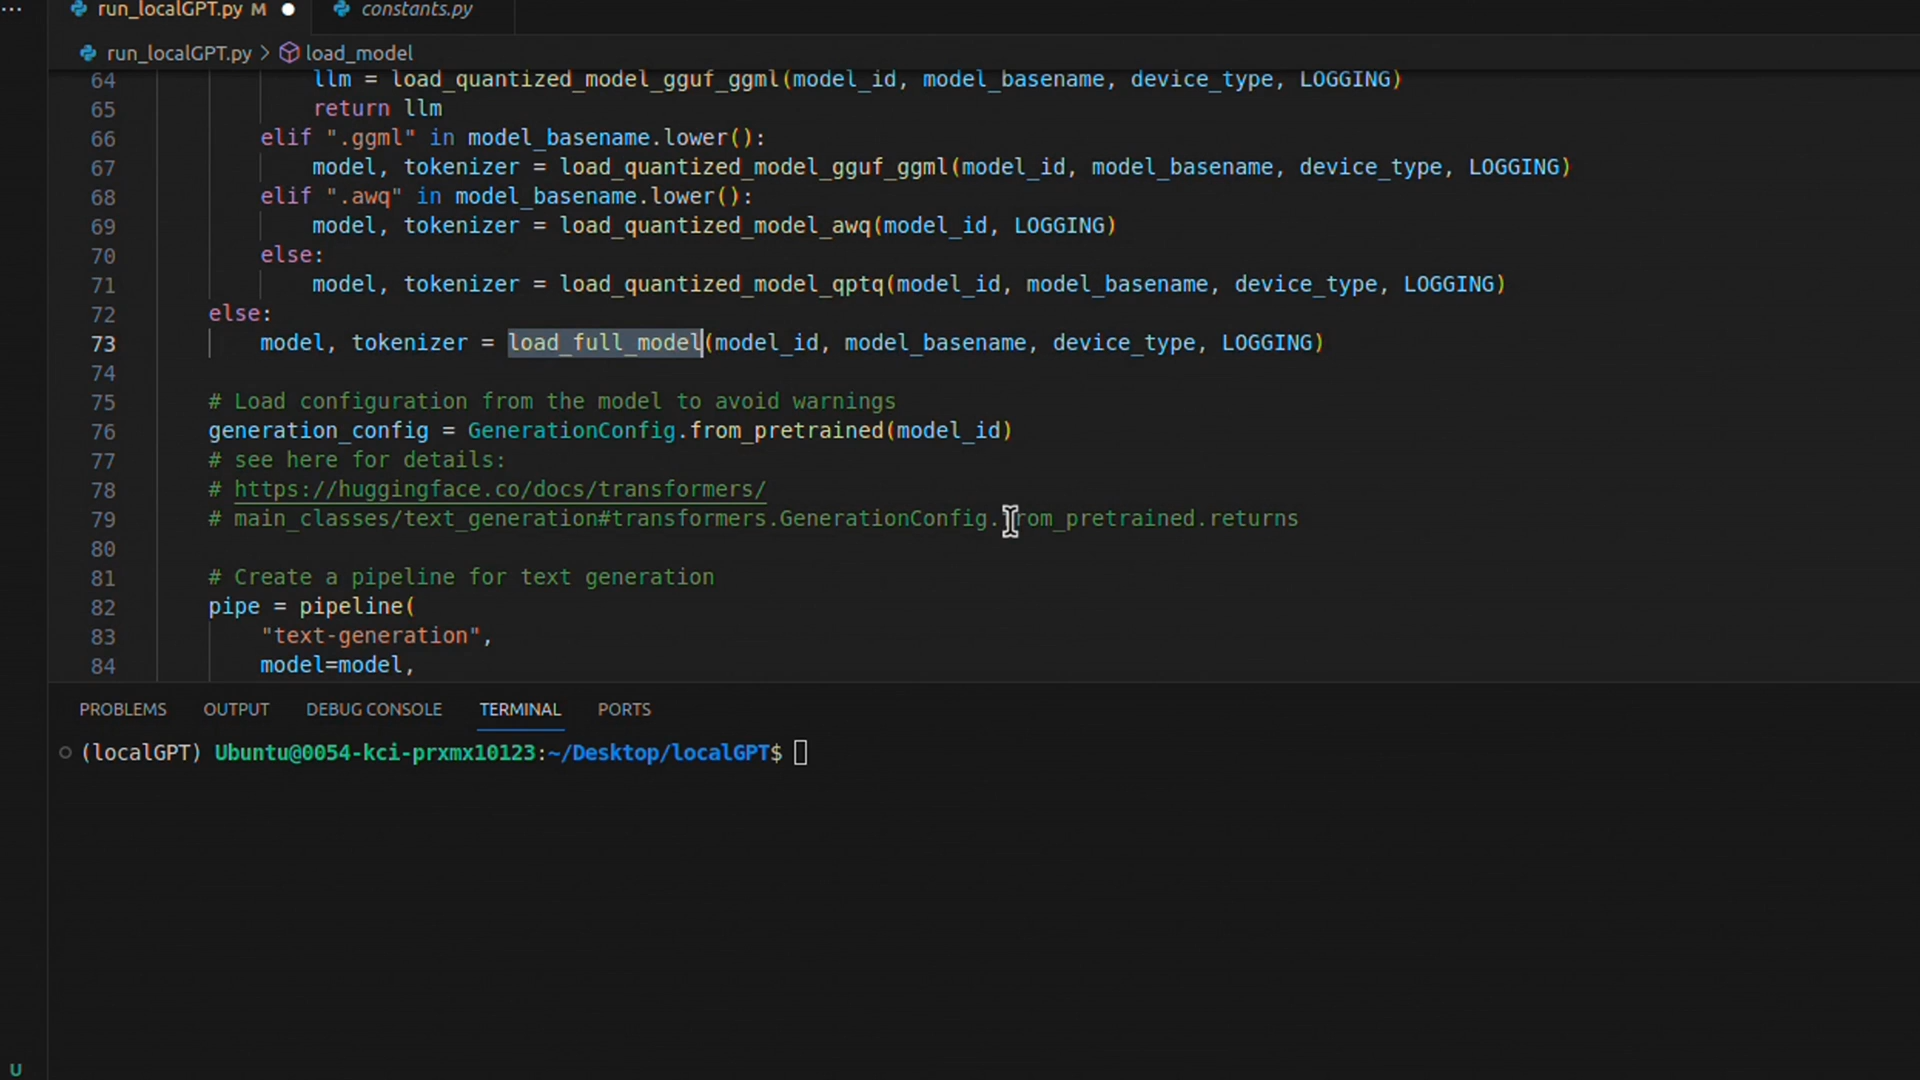 run_localGPT.py M
constants.py
run_localGPT.py > load_model
64 llm = load_quantized_model_gguf_ggml(model_id, model_basename, device_type, LOGGING)
65 return llm
66 elif ".ggml" in model_basename.lower():
67 model, tokenizer = load_quantized_model_gguf_ggml(model_id, model_basename, device_type, LOGGING)
68 elif ".awq" in model_basename.lower():
69 model, tokenizer = load_quantized_model_awq(model_id, LOGGING)
70 else:
71 model, tokenizer = load_quantized_model_qptq(model_id, model_basename, device_type, LOGGING)
72 else:
73 model, tokenizer = load_full_model(model_id, model_basename, device_type, LOGGING)
74
75 # Load configuration from the model to avoid warnings
76 generation_config = GenerationConfig.from_pretrained(model_id)
77 # see here for details:
78 # https://huggingface.co/docs/transformers/
79 # main_classes/text_generation#transformers.GenerationConfig.from_pretrained.returns
80
81 # Create a pipeline for text generation
82 pipe = pipeline(
83 "text-generation",
84 model=model,
PROBLEMS OUTPUT DEBUG CONSOLE TERMINAL PORTS
(localGPT) Ubuntu@0054-kci-prxmx10123:~/Desktop/localGPT$
U